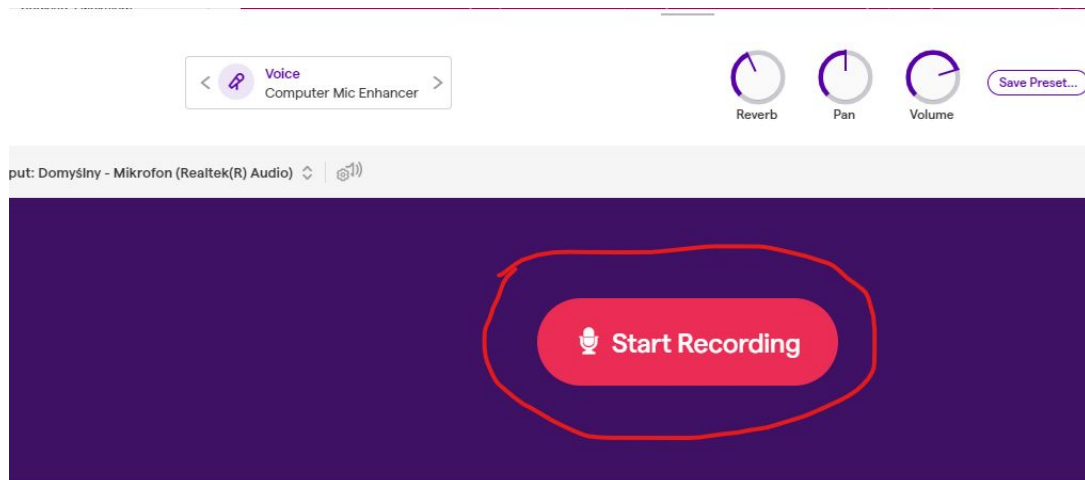 Voice
Computer Mic Enhancer
Reverb
Pan
Volume
Save Preset...
put: Domyślny - Mikrofon (Realtek(R) Audio)
Start Recording